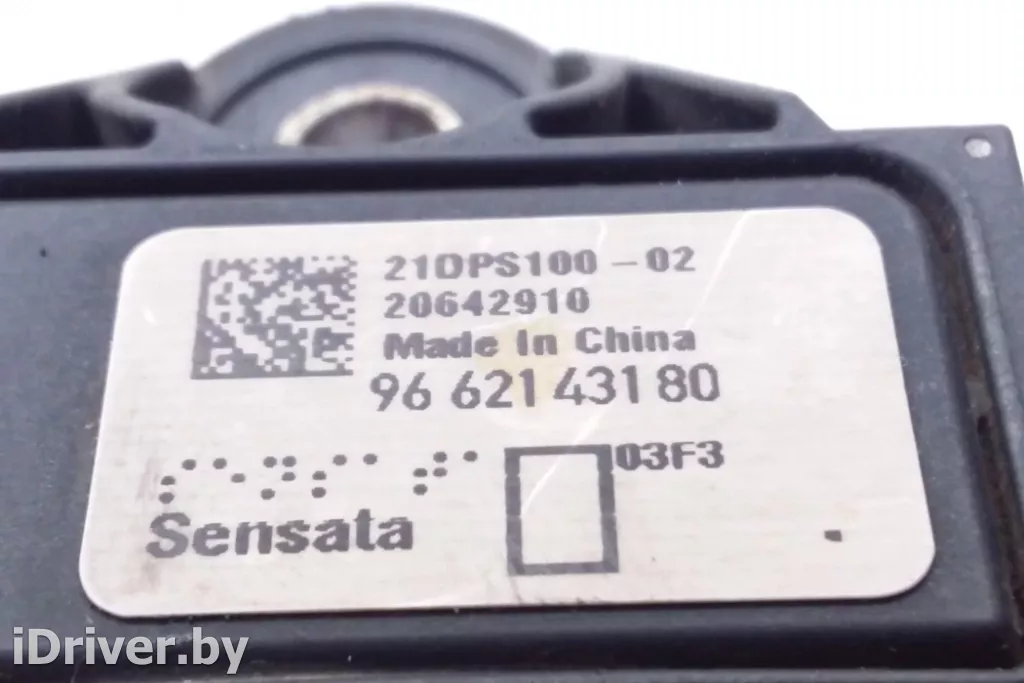 21DPS100-02
20642910
Made In China
96 621 431 80
03F3
Sensata
iDriver.by